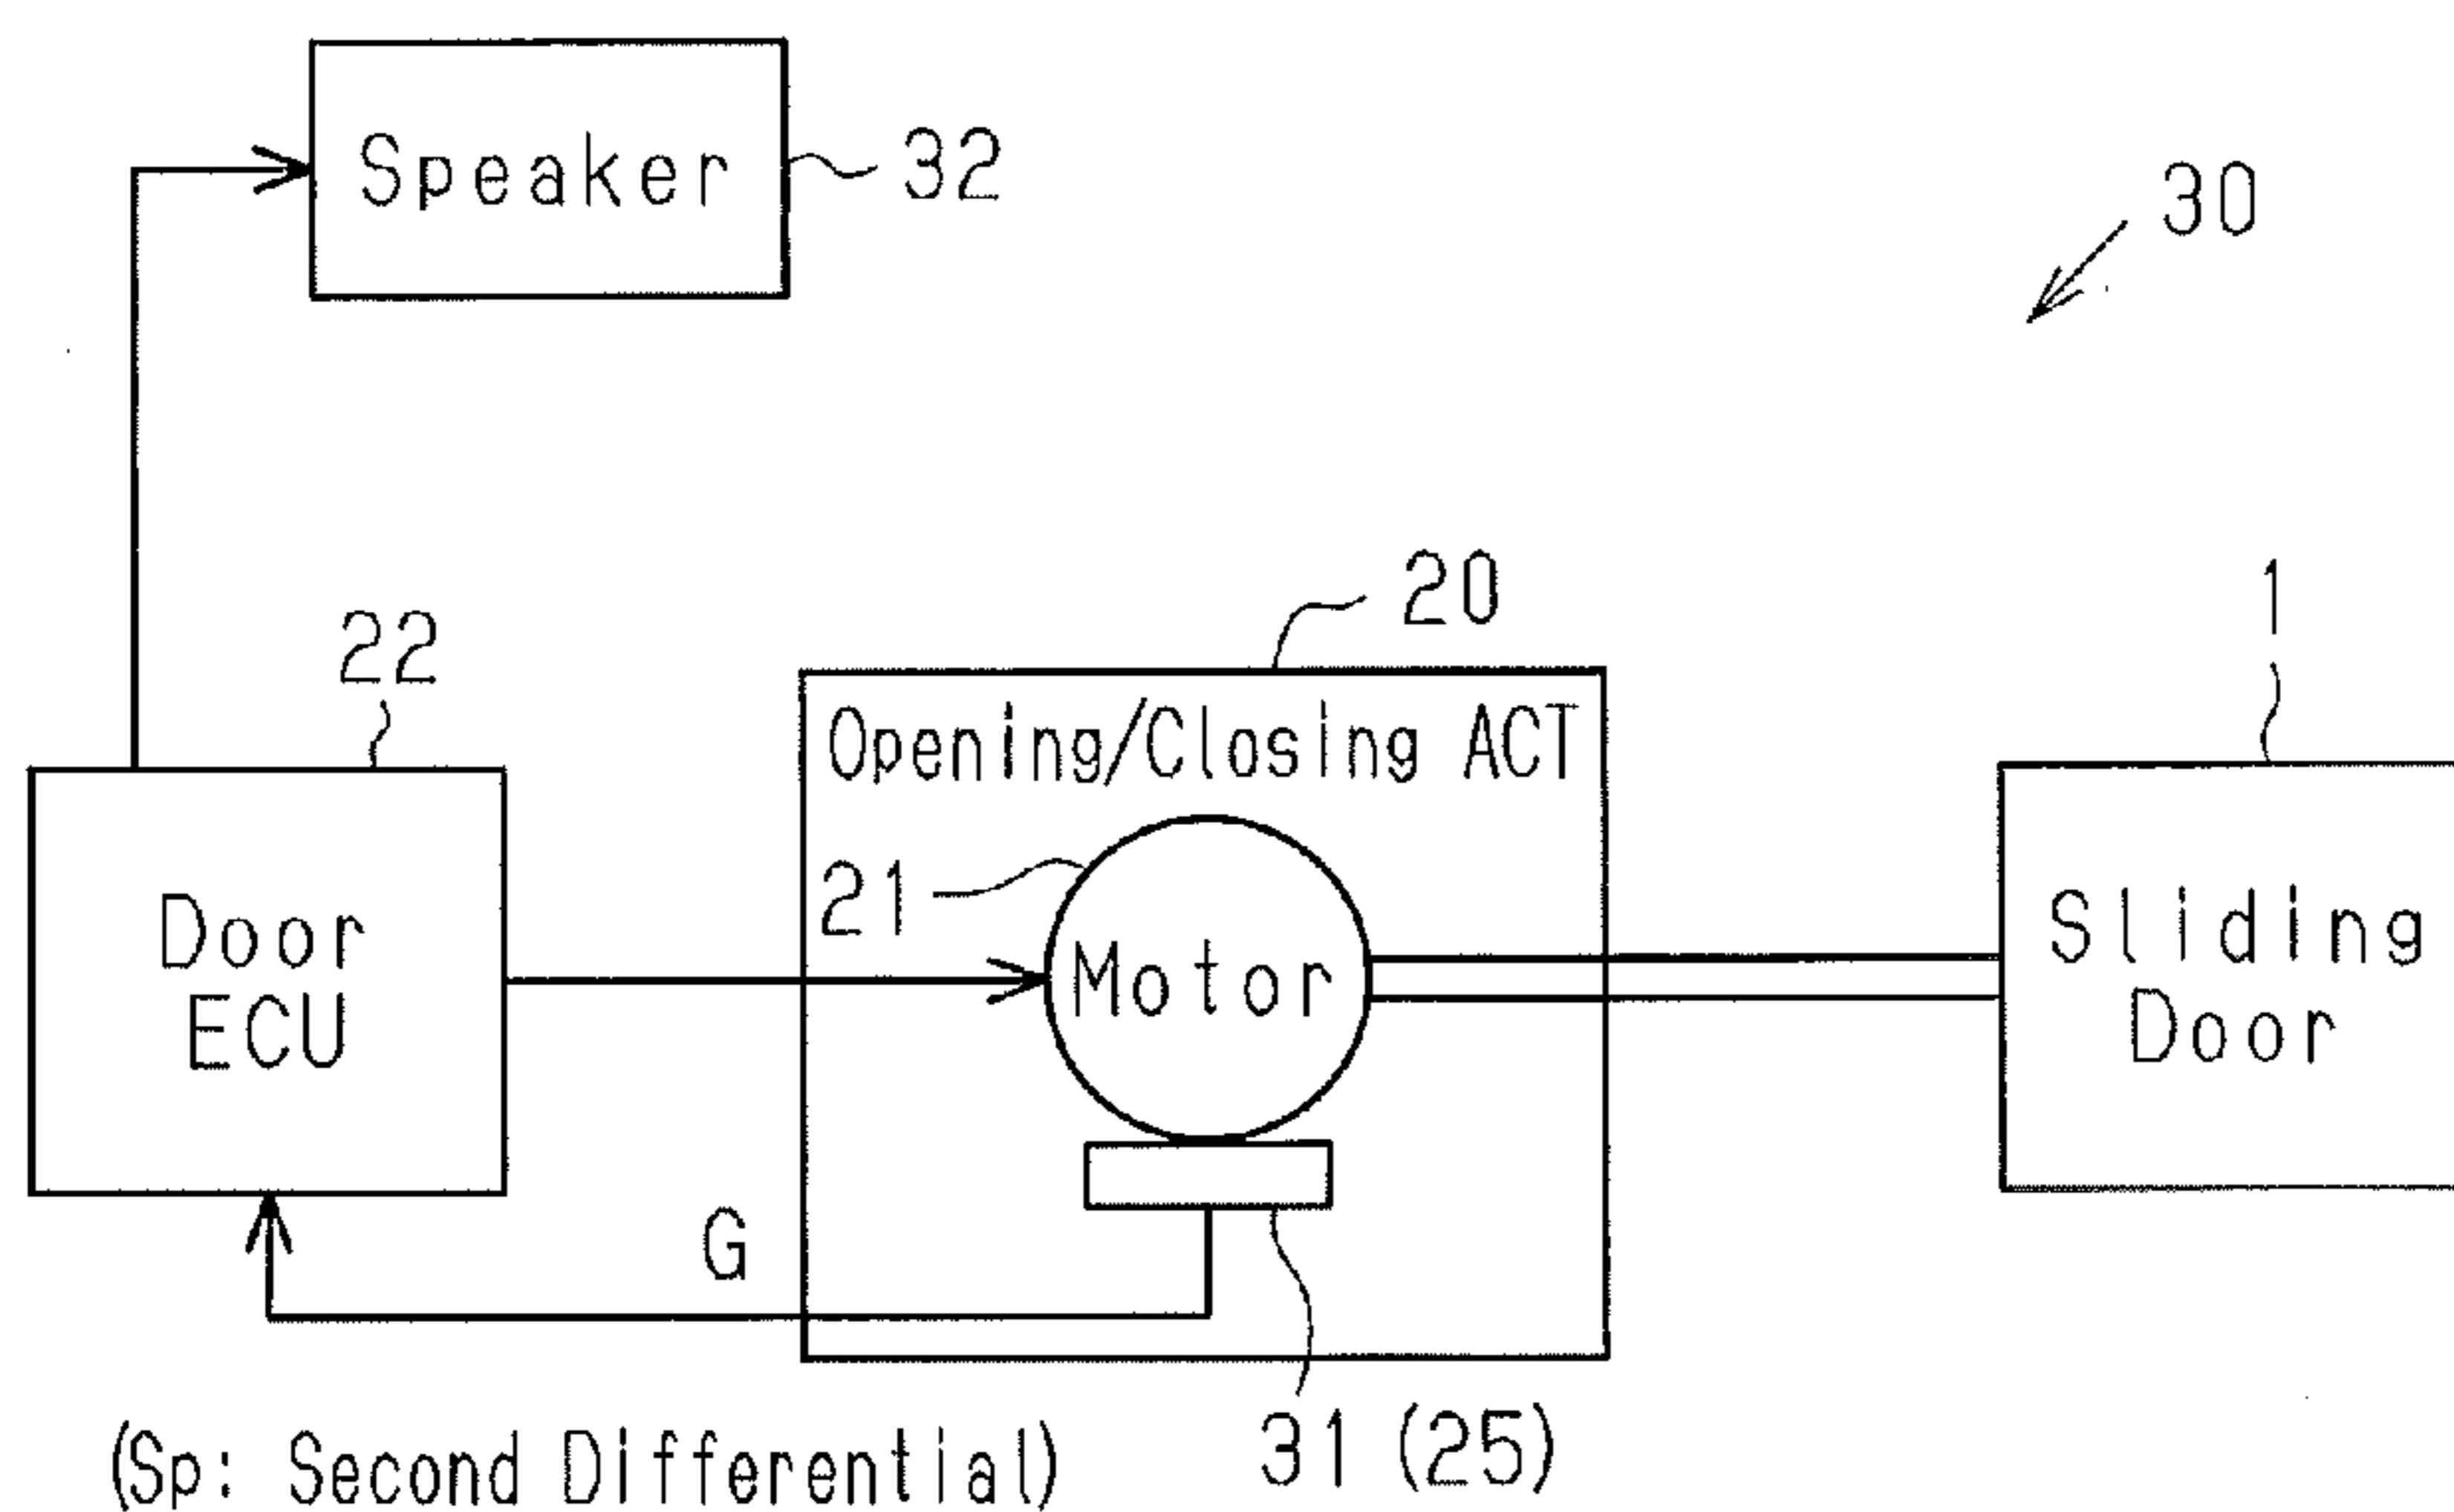 Speaker
32
30
20
1
22
Opening/Closing ACT
21
Motor
Door
ECU
Sliding
Door
G
31 (25)
(Sp: Second Differential)